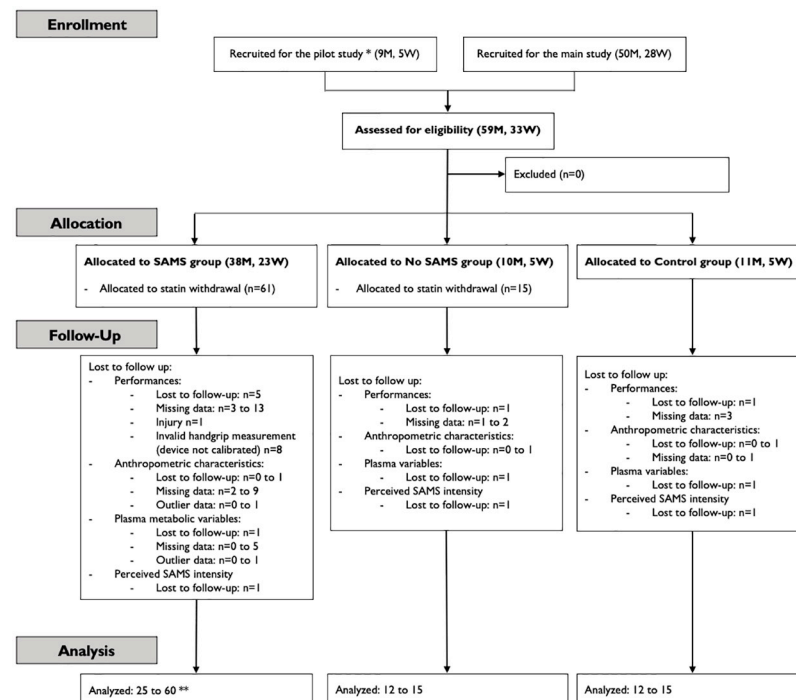 Enrollment
Recruited for the pilot study * (9M, 5W)
Recruited for the main study (50M, 28W)
Assessed for eligibility (59M, 33W)
Excluded (n=0)
Allocation
Allocated to SAMS group (38M, 23W)
- Allocated to statin withdrawal (n=61)
Allocated to No SAMS group (10M, 5W)
- Allocated to statin withdrawal (n=15)
Allocated to Control group (11M, 5W)
Follow-Up
Lost to follow up:
- Performances:
- Lost to follow-up: n=5
- Missing data: n=3 to 13
- Injury n=1
- Invalid handgrip measurement
(device not calibrated) n=8
- Anthropometric characteristics:
- Lost to follow-up: n=0 to 1
- Missing data: n=2 to 9
- Outlier data: n=0 to 1
- Plasma metabolic variables:
- Lost to follow-up: n=1
- Missing data: n=0 to 5
- Outlier data: n=0 to 1
- Perceived SAMS intensity
- Lost to follow-up: n=1
Lost to follow up:
- Performances:
- Lost to follow-up: n=1
- Missing data: n=1 to 2
- Anthropometric characteristics:
- Lost to follow-up: n=0 to 1
- Plasma variables:
- Lost to follow-up: n=1
- Perceived SAMS intensity
- Lost to follow-up: n=1
Lost to follow up:
- Performances:
- Lost to follow-up: n=1
- Missing data: n=3
- Anthropometric characteristics:
- Lost to follow-up: n=0 to 1
- Missing data: n=0 to 1
- Plasma variables:
- Lost to follow-up: n=1
- Perceived SAMS intensity
- Lost to follow-up: n=1
Analysis
Analyzed: 25 to 60 **
Analyzed: 12 to 15
Analyzed: 12 to 15